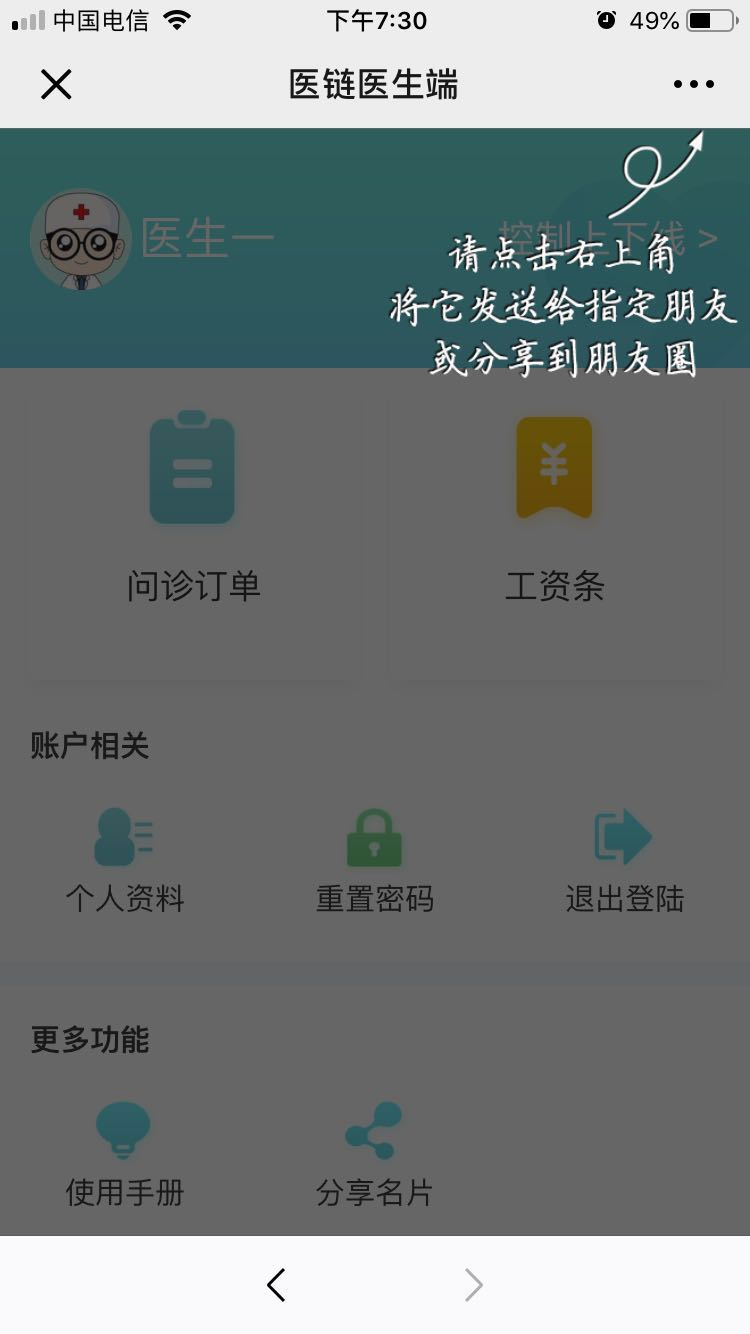 中国电信 下午7:30 49%
医链医生端
医生一 控制上下线 >
请点击右上角
将它发送给指定朋友
或分享到朋友圈
问诊订单 工资条
账户相关
个人资料 重置密码 退出登陆
更多功能
使用手册 分享名片